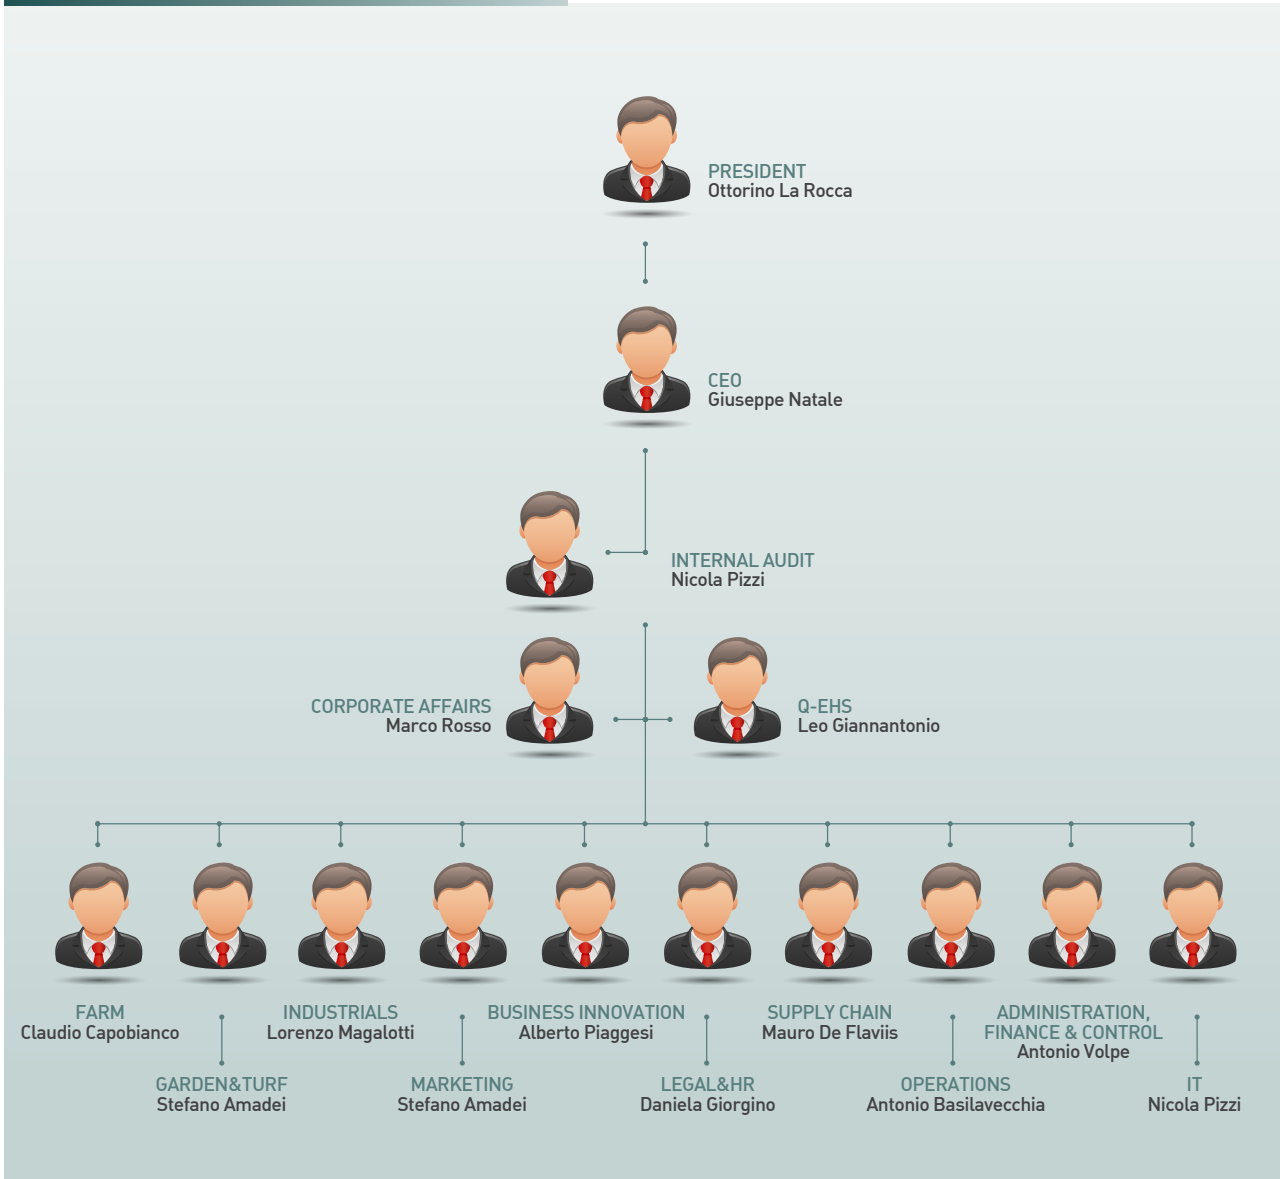 PRESIDENT
Ottorino La Rocca
CEO
Giuseppe Natale
INTERNAL AUDIT
Nicola Pizzi
CORPORATE AFFAIRS
Marco Rosso
Q-EHS
Leo Giannantonio
FARM
Claudio Capobianco
GARDEN&TURF
Stefano Amadei
INDUSTRIALS
Lorenzo Magalotti
MARKETING
Stefano Amadei
BUSINESS INNOVATION
Alberto Piaggesi
LEGAL&HR
Daniela Giorgino
SUPPLY CHAIN
Mauro De Flaviis
OPERATIONS
Antonio Basilavecchia
ADMINISTRATION,
FINANCE & CONTROL
Antonio Volpe
IT
Nicola Pizzi